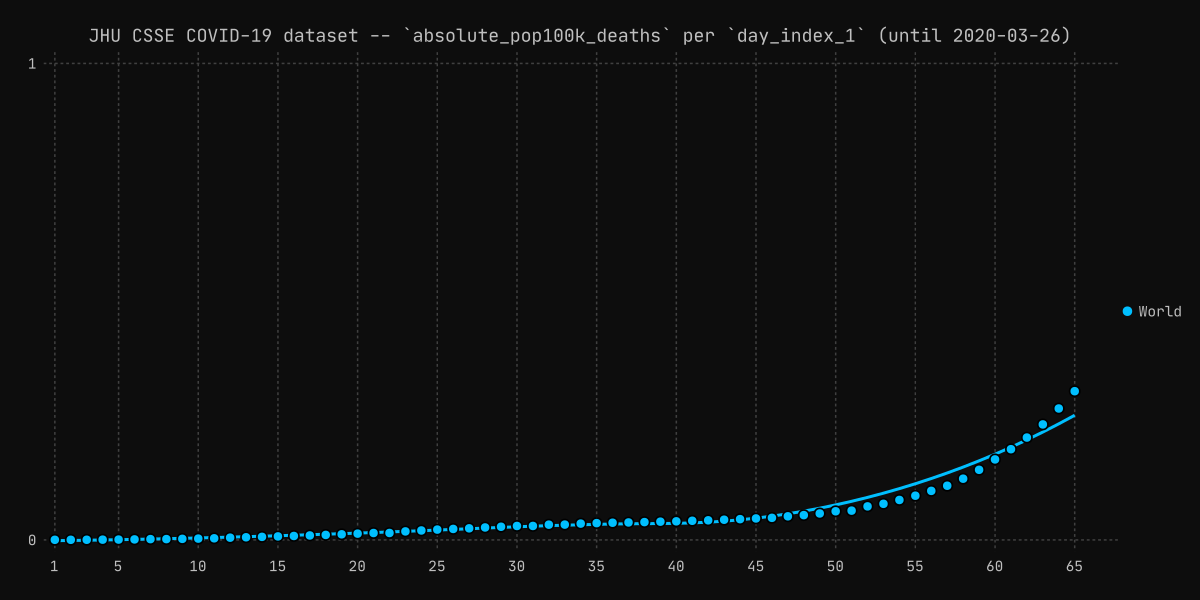 JHU CSSE COVID-19 dataset -- `absolute_pop100k_deaths` per `day_index_1` (until 2020-03-26)
1
World
0
1 5 10 15 20 25 30 35 40 45 50 55 60 65